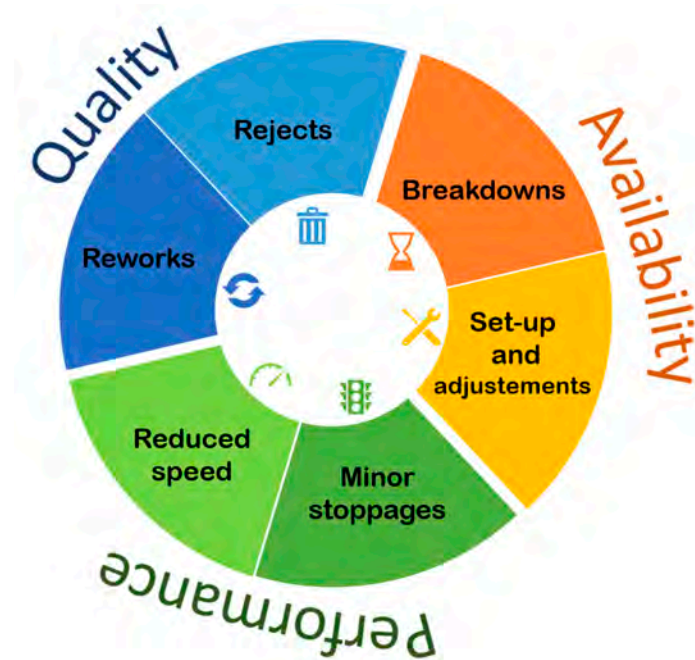 Quality
Rejects
Reworks
Availability
Breakdowns
Set-up
and
adjustements
Performance
Minor
stoppages
Reduced
speed